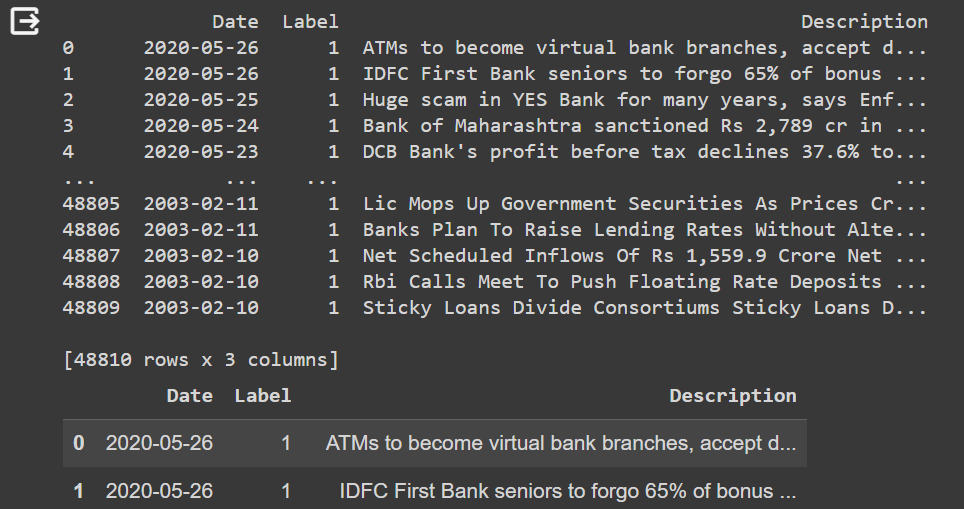 Date Label Description
0 2020-05-26 1 ATMs to become virtual bank branches, accept d...
1 2020-05-26 1 IDFC First Bank seniors to forgo 65% of bonus ...
2 2020-05-25 1 Huge scam in YES Bank for many years, says Enf...
3 2020-05-24 1 Bank of Maharashtra sanctioned Rs 2,789 cr in ...
4 2020-05-23 1 DCB Bank's profit before tax declines 37.6% to...
... ... ... ...
48805 2003-02-11 1 Lic Mops Up Government Securities As Prices Cr...
48806 2003-02-11 1 Banks Plan To Raise Lending Rates Without Alte...
48807 2003-02-10 1 Net Scheduled Inflows Of Rs 1,559.9 Crore Net ...
48808 2003-02-10 1 Rbi Calls Meet To Push Floating Rate Deposits ...
48809 2003-02-10 1 Sticky Loans Divide Consortiums Sticky Loans D...
[48810 rows x 3 columns]
Date Label Description
0 2020-05-26 1 ATMs to become virtual bank branches, accept d...
1 2020-05-26 1 IDFC First Bank seniors to forgo 65% of bonus ...